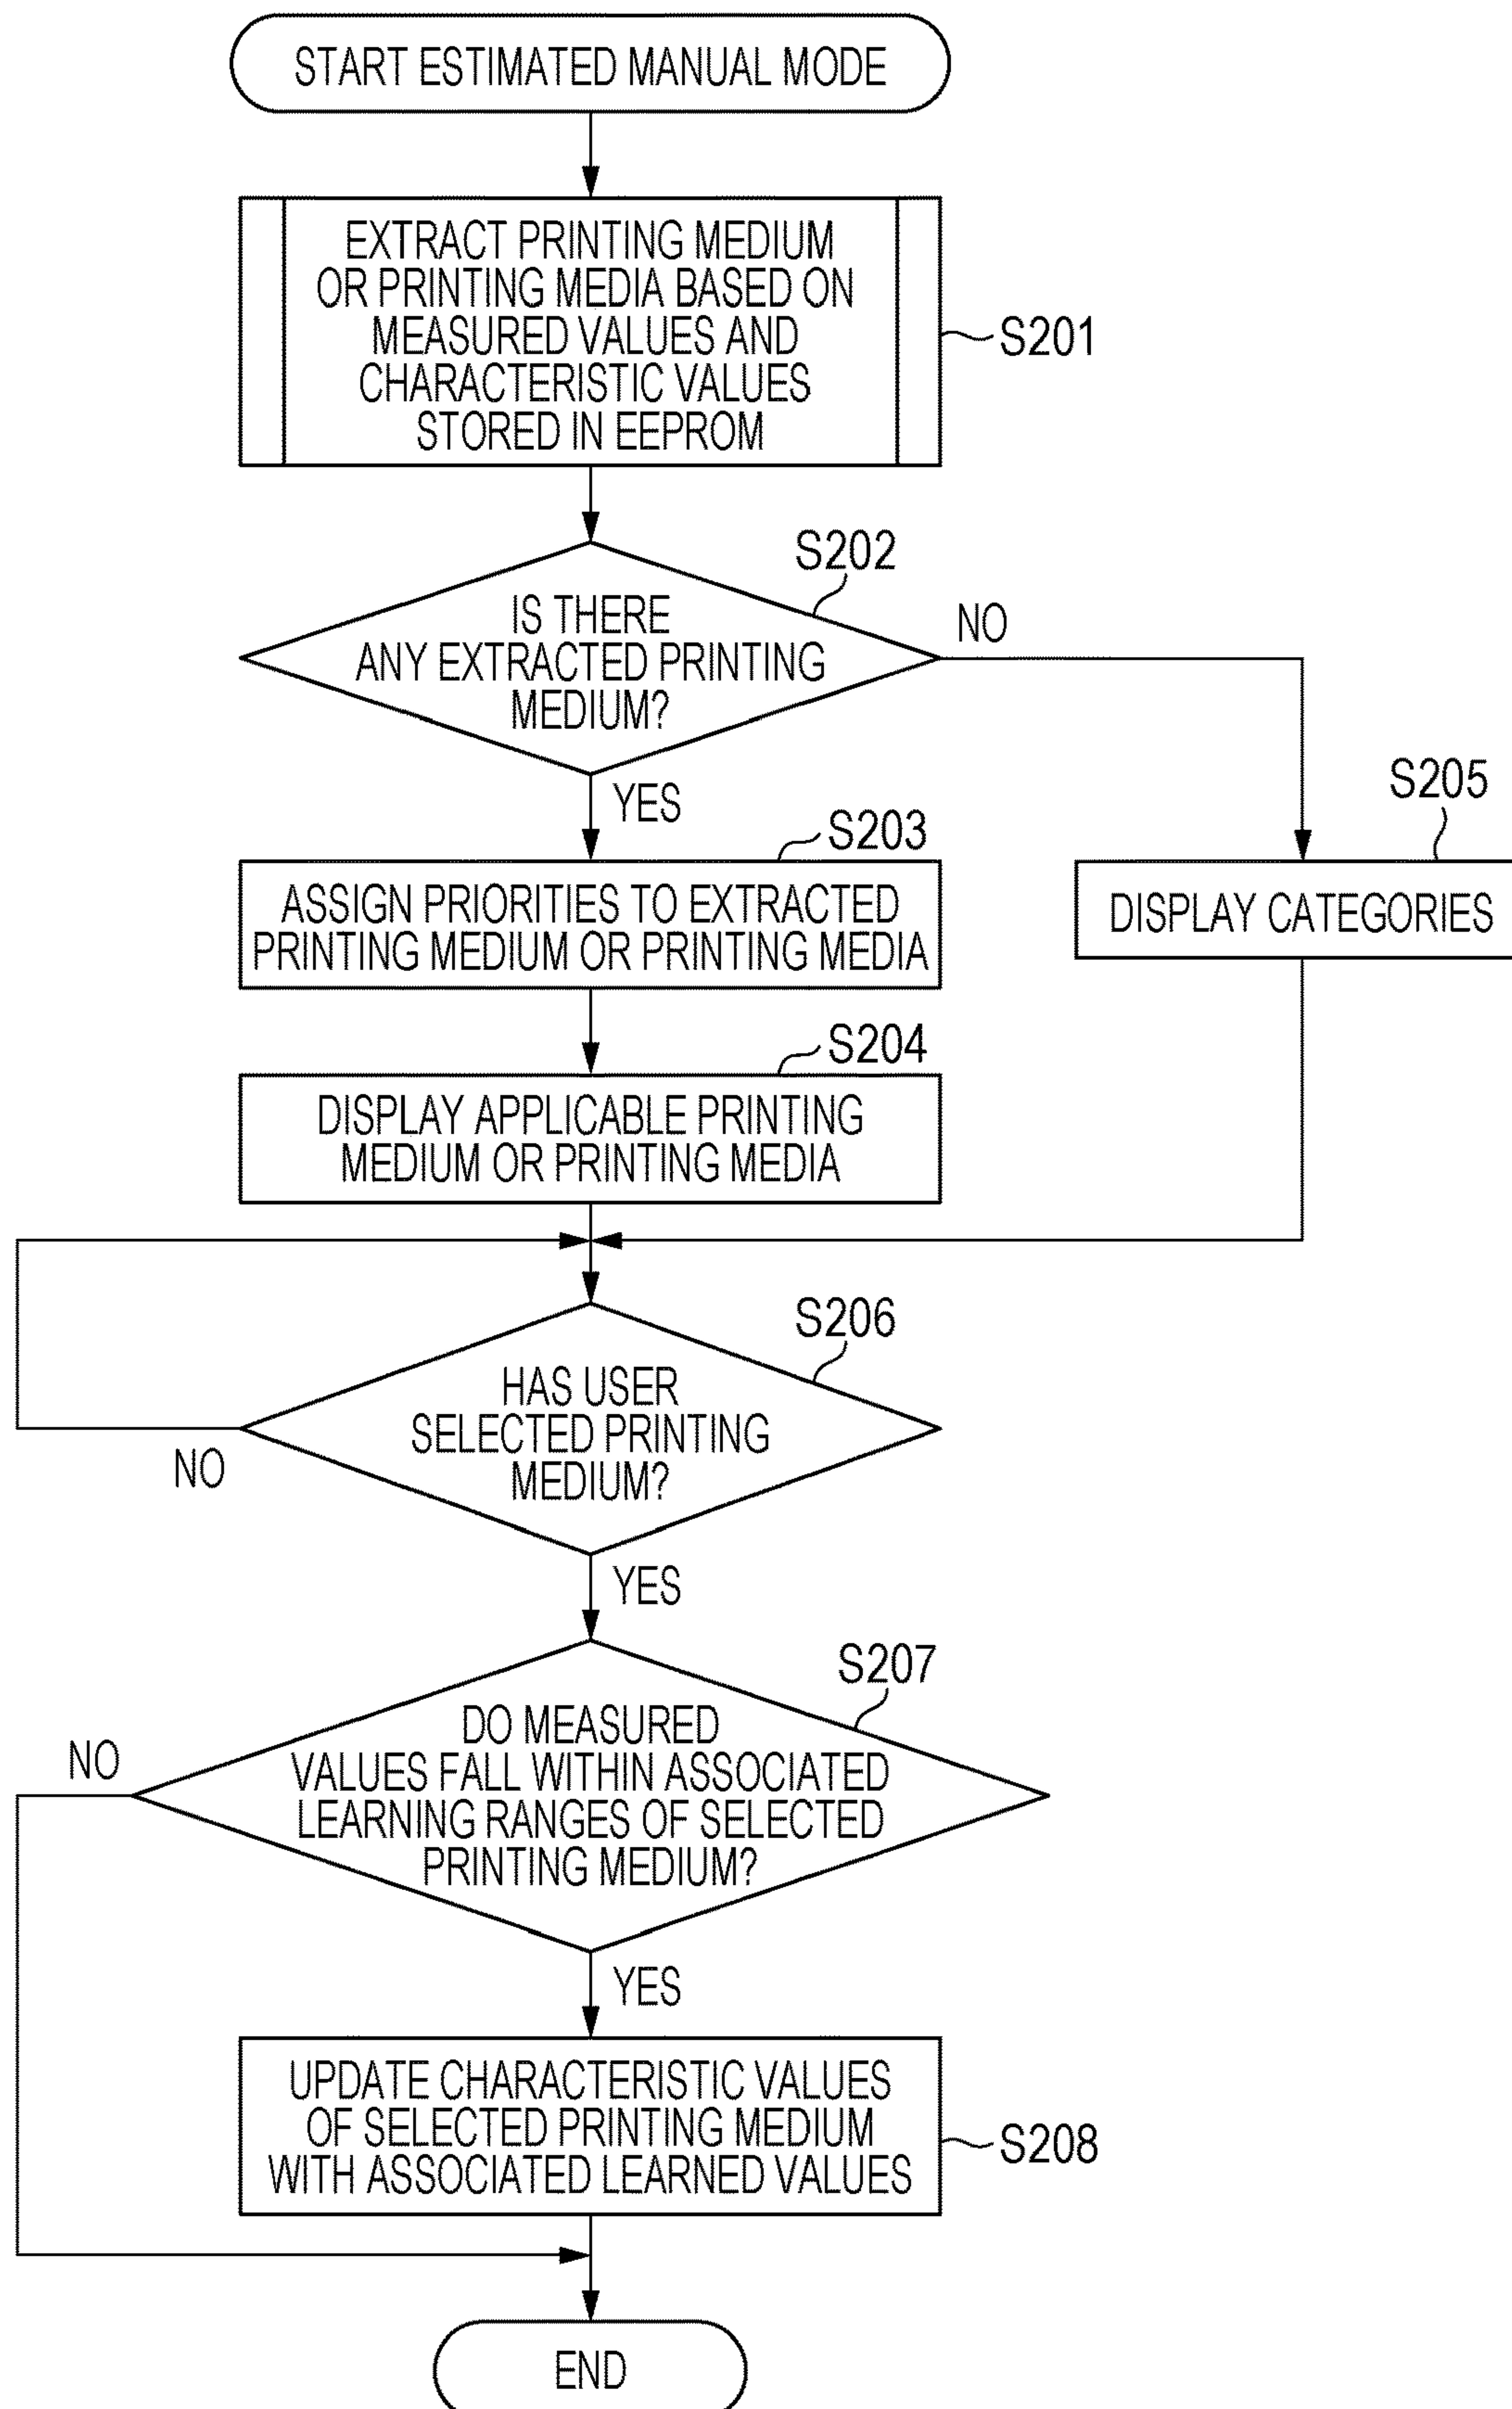 START ESTIMATED MANUAL MODE
EXTRACT PRINTING MEDIUM
OR PRINTING MEDIA BASED ON
MEASURED VALUES AND
CHARACTERISTIC VALUES
STORED IN EEPROM
S201
S202
IS THERE
ANY EXTRACTED PRINTING
MEDIUM?
NO
YES
S203
ASSIGN PRIORITIES TO EXTRACTED
PRINTING MEDIUM OR PRINTING MEDIA
S205
DISPLAY CATEGORIES
S204
DISPLAY APPLICABLE PRINTING
MEDIUM OR PRINTING MEDIA
S206
HAS USER
SELECTED PRINTING
MEDIUM?
NO
YES
S207
DO MEASURED
VALUES FALL WITHIN ASSOCIATED
LEARNING RANGES OF SELECTED
PRINTING MEDIUM?
NO
YES
UPDATE CHARACTERISTIC VALUES
OF SELECTED PRINTING MEDIUM
WITH ASSOCIATED LEARNED VALUES
S208
END